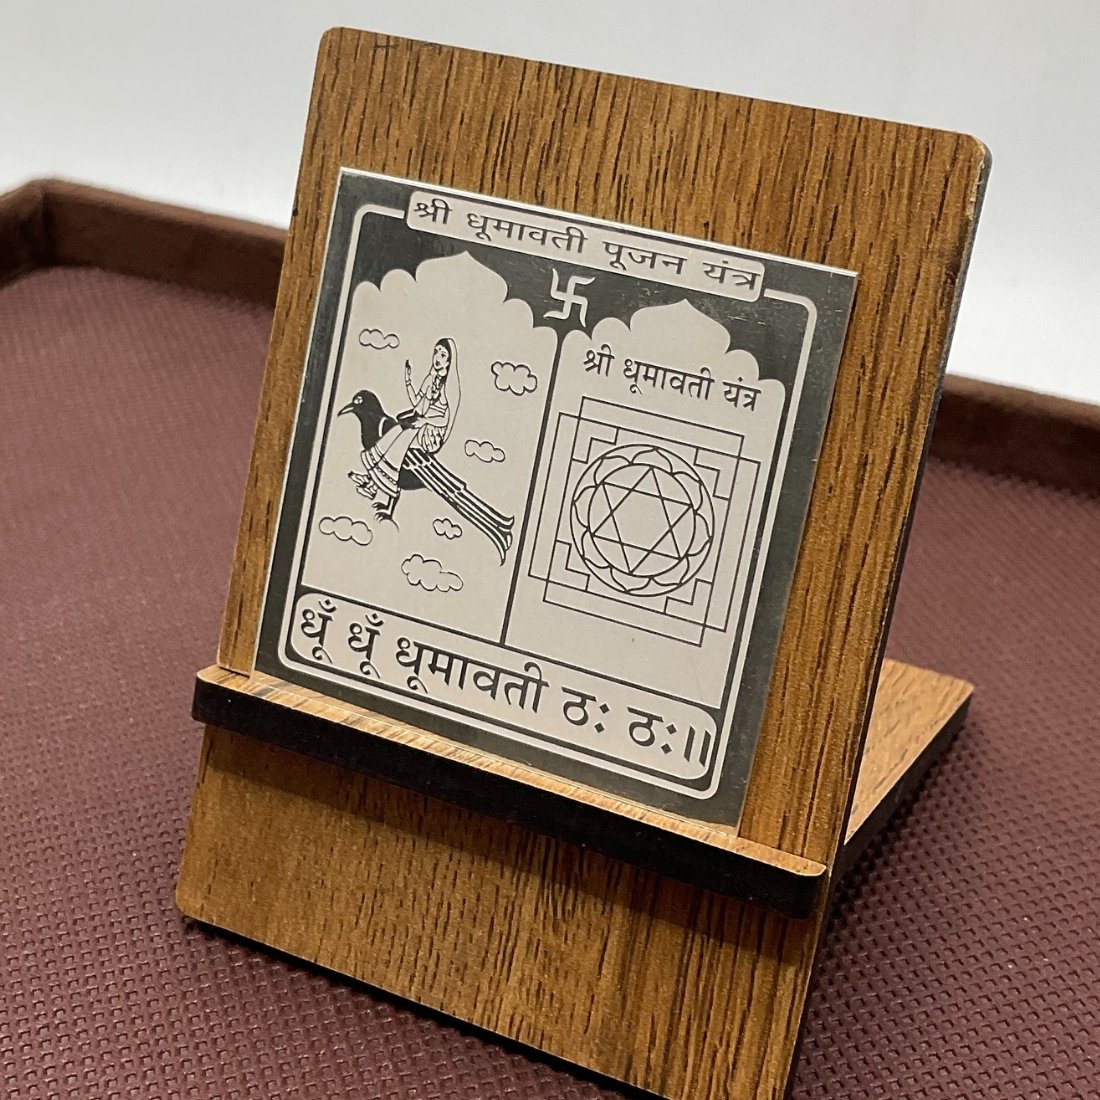 श्री धूमावती पूजन यंत्र
श्री धूमावती यंत्र
धूँ धूँ धूमावती ठः ठः॥